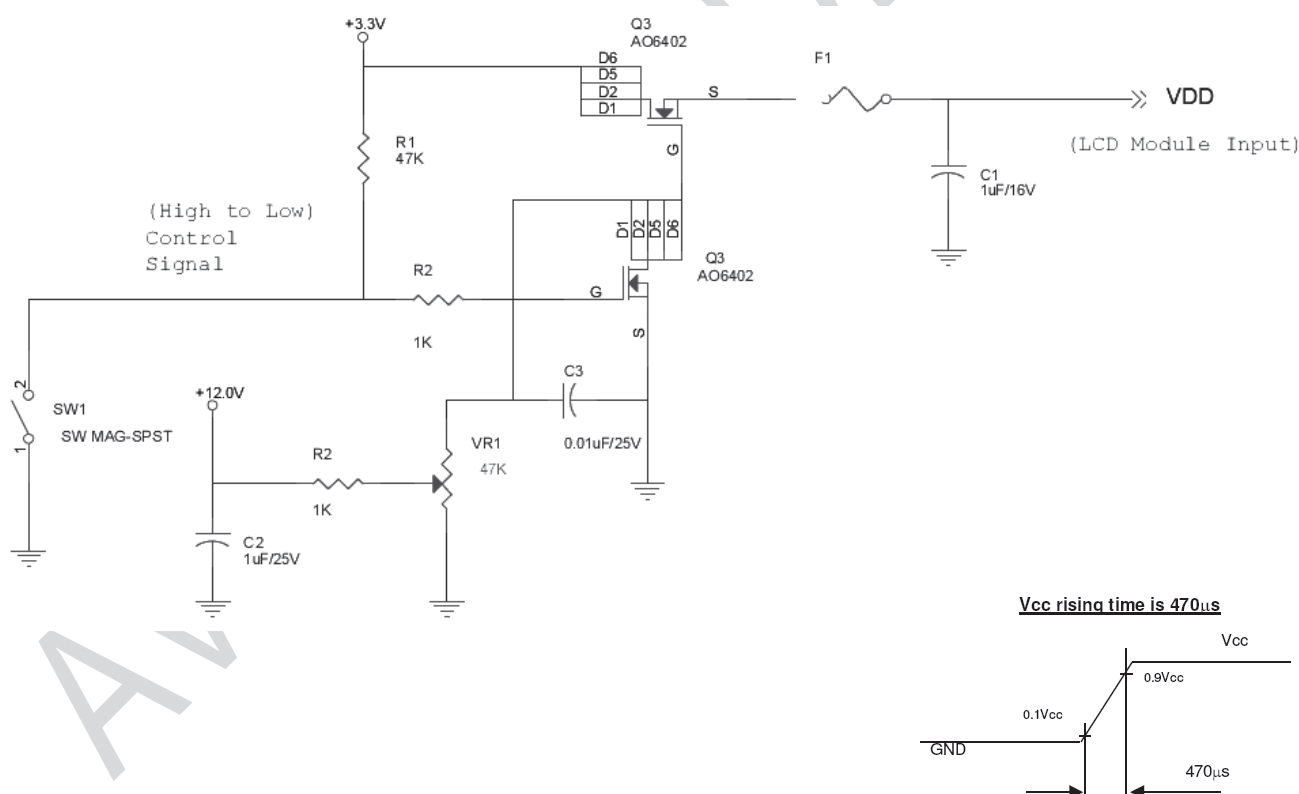 +3.3V
Q3
AO6402
D6
D5
D2
D1
S
G
F1
VDD
(LCD Module Input)
R1
47K
C1
1uF/16V
(High to Low)
Control
Signal
D1
D2
D5
D6
Q3
AO6402
R2
1K
G
S
C3
0.01uF/25V
2
1
SW1
SW MAG-SPST
+12.0V
R2
1K
VR1
47K
C2
1uF/25V
Vcc rising time is 470μs
Vcc
0.9Vcc
0.1Vcc
GND
470μs